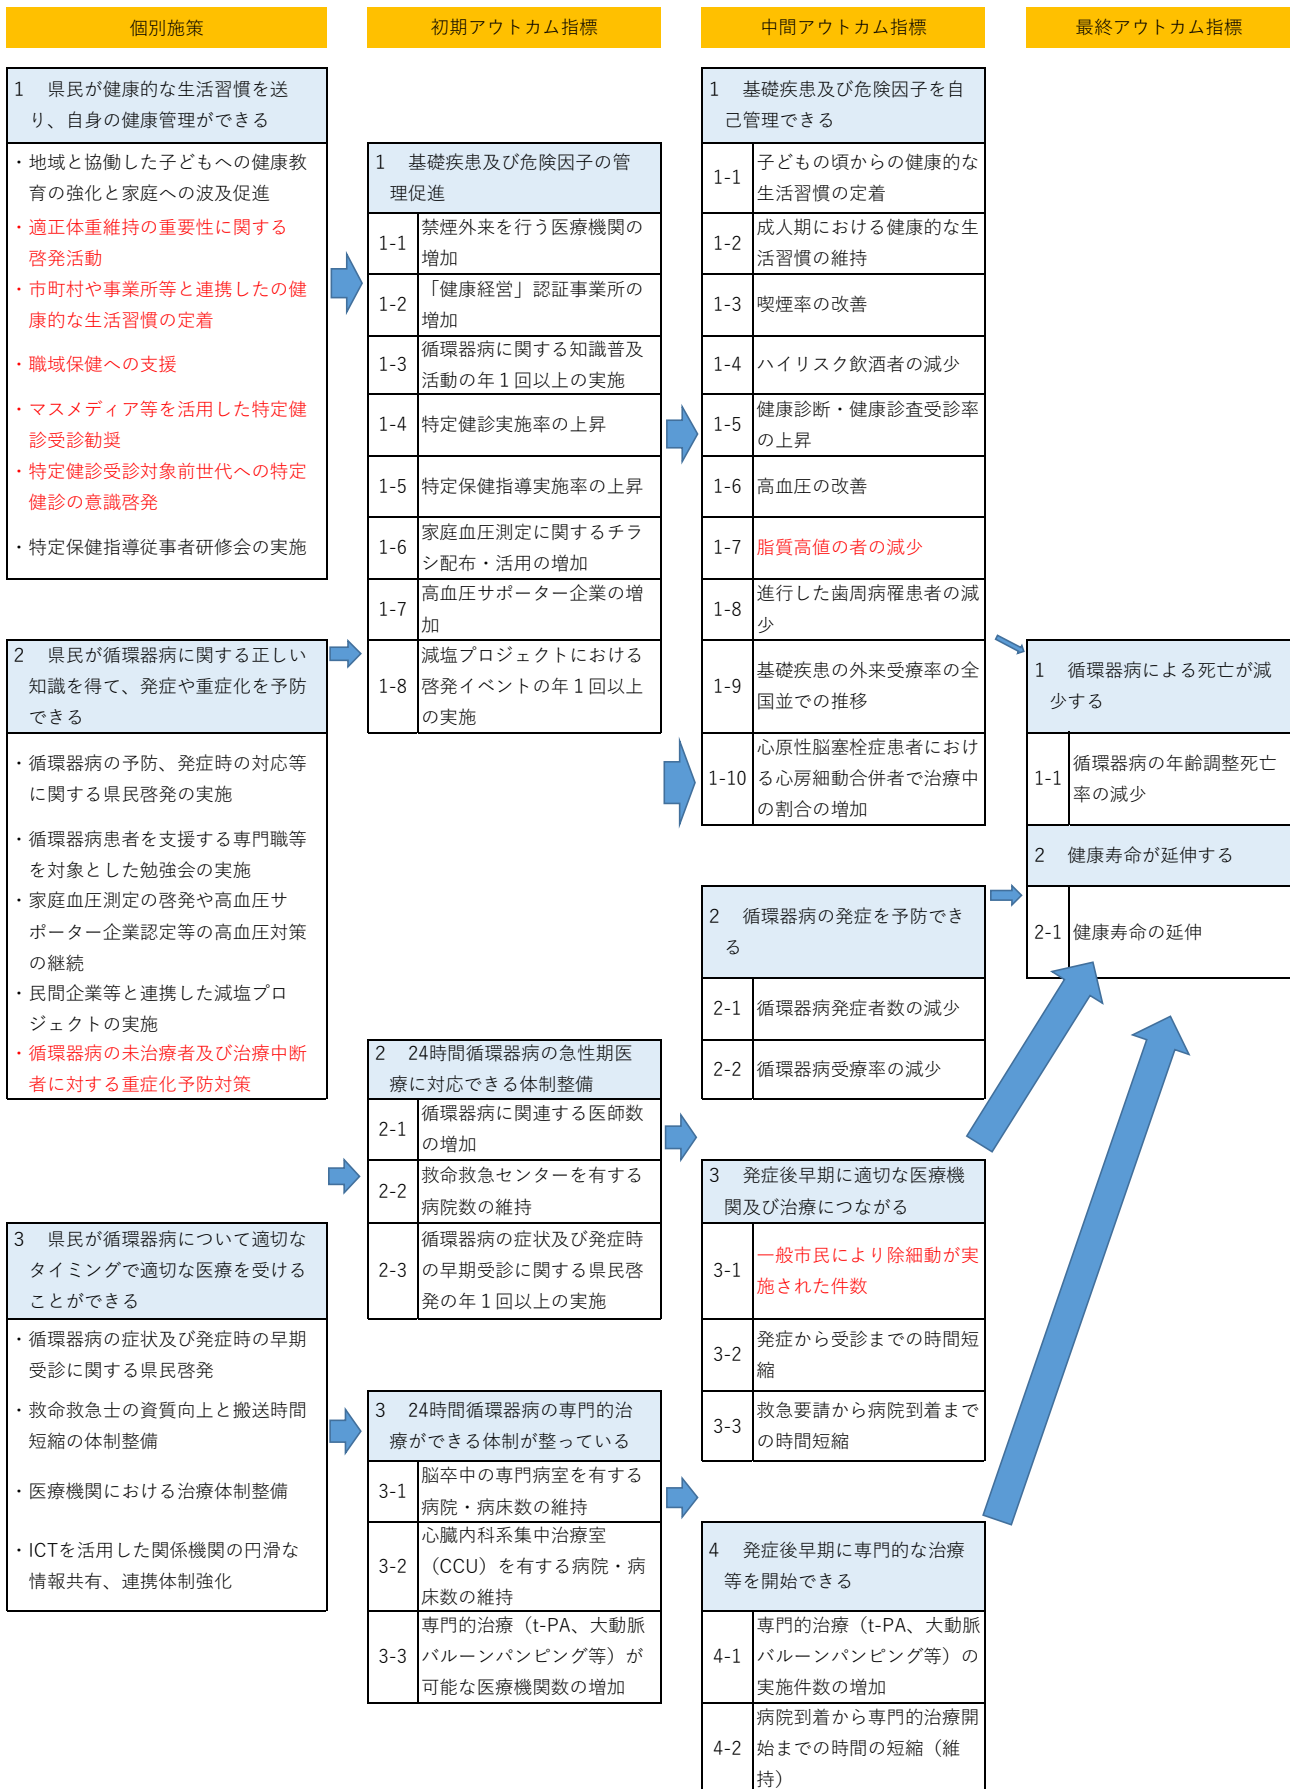 個別施策
1　県民が健康的な生活習慣を送
り、自身の健康管理ができる
・地域と協働した子どもへの健康教
育の強化と家庭への波及促進
・適正体重維持の重要性に関する
啓発活動
・市町村や事業所等と連携したの健
康的な生活習慣の定着
・職域保健への支援
・マスメディア等を活用した特定健
診受診勧奨
・特定健診受診対象前世代への特定
健診の意識啓発
・特定保健指導従事者研修会の実施
2　県民が循環器病に関する正しい
知識を得て、発症や重症化を予防
できる
・循環器病の予防、発症時の対応等
に関する県民啓発の実施
・循環器病患者を支援する専門職等
を対象とした勉強会の実施
・家庭血圧測定の啓発や高血圧サ
ポーター企業認定等の高血圧対策
の継続
・民間企業等と連携した減塩プロ
ジェクトの実施
・循環器病の未治療者及び治療中断
者に対する重症化予防対策
3　県民が循環器病について適切な
タイミングで適切な医療を受ける
ことができる
・循環器病の症状及び発症時の早期
受診に関する県民啓発
・救命救急士の資質向上と搬送時間
短縮の体制整備
・医療機関における治療体制整備
・ICTを活用した関係機関の円滑な
情報共有、連携体制強化
初期アウトカム指標
1　基礎疾患及び危険因子の管
理促進
1-1 禁煙外来を行う医療機関の
増加
1-2 「健康経営」認証事業所の
増加
1-3 循環器病に関する知識普及
活動の年１回以上の実施
1-4 特定健診実施率の上昇
1-5 特定保健指導実施率の上昇
1-6 家庭血圧測定に関するチラ
シ配布・活用の増加
1-7 高血圧サポーター企業の増
加
1-8 減塩プロジェクトにおける
啓発イベントの年１回以上
の実施
2　24時間循環器病の急性期医
療に対応できる体制整備
2-1 循環器病に関連する医師数
の増加
2-2 救命救急センターを有する
病院数の維持
2-3 循環器病の症状及び発症時
の早期受診に関する県民啓
発の年１回以上の実施
3　24時間循環器病の専門的治
療ができる体制が整っている
3-1 脳卒中の専門病室を有する
病院・病床数の維持
3-2 心臓内科系集中治療室
（CCU）を有する病院・病
床数の維持
3-3 専門的治療（t-PA、大動脈
バルーンパンピング等）が
可能な医療機関数の増加
中間アウトカム指標
1　基礎疾患及び危険因子を自
己管理できる
1-1 子どもの頃からの健康的な
生活習慣の定着
1-2 成人期における健康的な生
活習慣の維持
1-3 喫煙率の改善
1-4 ハイリスク飲酒者の減少
1-5 健康診断・健康診査受診率
の上昇
1-6 高血圧の改善
1-7 脂質高値の者の減少
1-8 進行した歯周病罹患者の減
少
1-9 基礎疾患の外来受療率の全
国並での推移
1-10 心原性脳塞栓症患者におけ
る心房細動合併者で治療中
の割合の増加
2　循環器病の発症を予防でき
る
2-1 循環器病発症者数の減少
2-2 循環器病受療率の減少
3　発症後早期に適切な医療機
関及び治療につながる
3-1 一般市民により除細動が実
施された件数
3-2 発症から受診までの時間短
縮
3-3 救急要請から病院到着まで
の時間短縮
4　発症後早期に専門的な治療
等を開始できる
4-1 専門的治療（t-PA、大動脈
バルーンパンピング等）の
実施件数の増加
4-2 病院到着から専門的治療開
始までの時間の短縮（維
持）
最終アウトカム指標
1　循環器病による死亡が減
少する
1-1 循環器病の年齢調整死亡
率の減少
2　健康寿命が延伸する
2-1 健康寿命の延伸